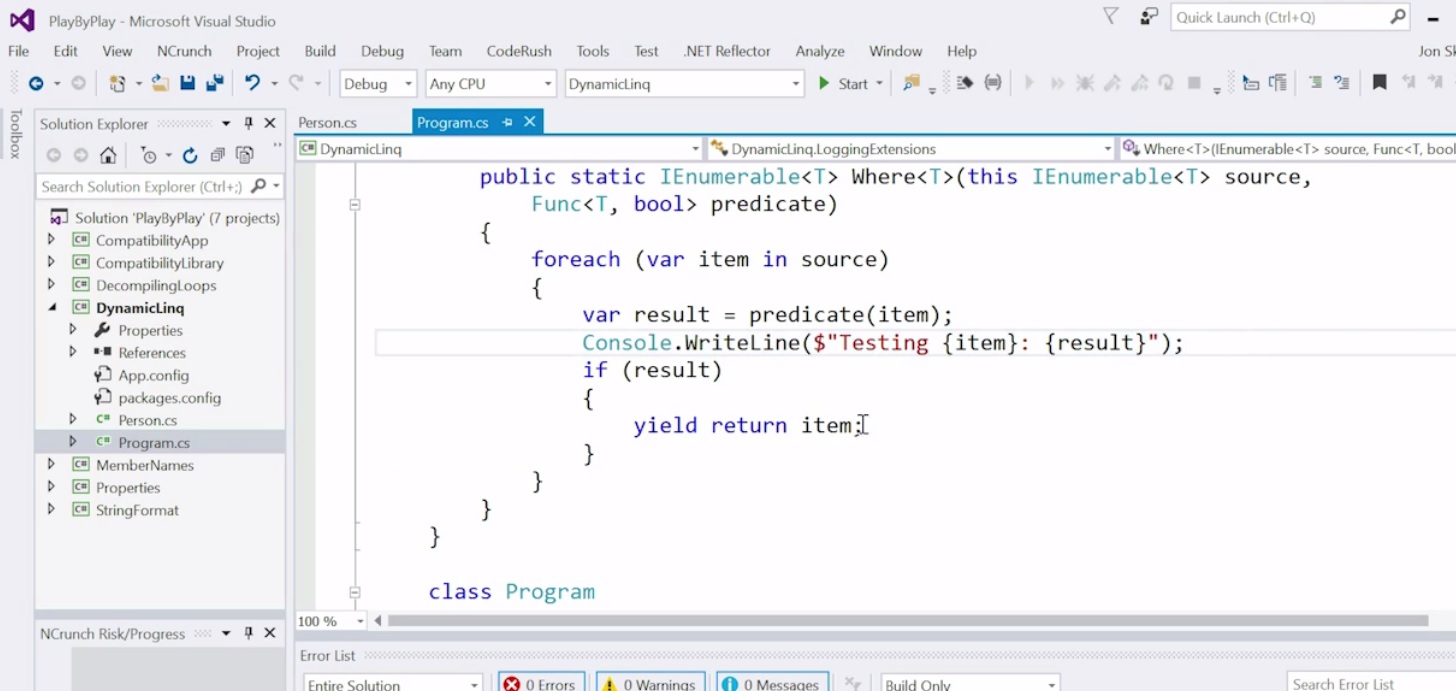 PlayByPlay - Microsoft Visual Studio
Quick Launch (Ctrl+Q)
File Edit View NCrunch Project Build Debug Team CodeRush Tools Test .NET Reflector Analyze Window Help
Jon Sk
Debug Any CPU DynamicLinq Start
Toolbox
Solution Explorer
Search Solution Explorer (Ctrl+;)
Solution 'PlayByPlay' (7 projects)
C# CompatibilityApp
C# CompatibilityLibrary
C# DecompilingLoops
C# DynamicLinq
Properties
References
App.config
packages.config
C# Person.cs
C# Program.cs
C# MemberNames
C# Properties
C# StringFormat
NCrunch Risk/Progress
Person.cs Program.cs
C# DynamicLinq DynamicLinq.LoggingExtensions Where<T>(IEnumerable<T> source, Func<T, bool
public static IEnumerable<T> Where<T>(this IEnumerable<T> source,
Func<T, bool> predicate)
{
foreach (var item in source)
{
var result = predicate(item);
Console.WriteLine($"Testing {item}: {result}");
if (result)
{
yield return item;
}
}
}
}
class Program
100 %
Error List
Entire Solution 0 Errors 0 Warnings 0 Messages Build Only Search Error List